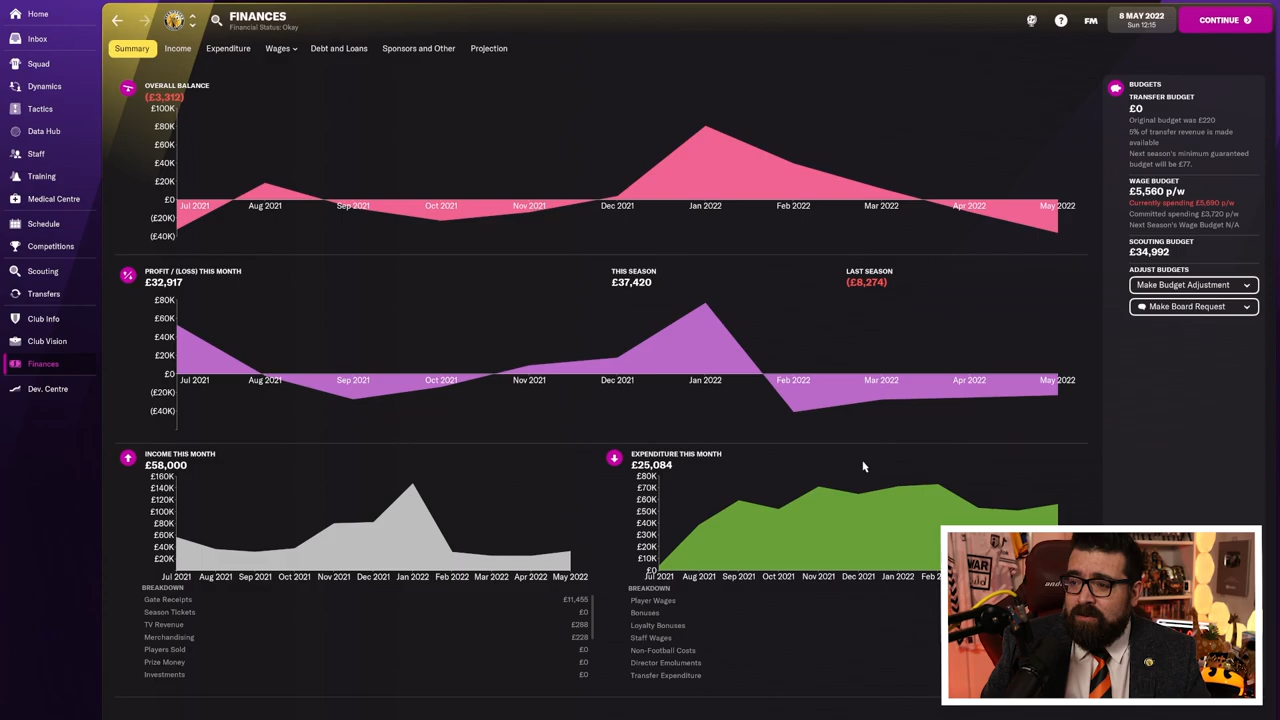 Home
Inbox
Squad
Dynamics
Tactics
Data Hub
Staff
Training
Medical Centre
Schedule
Competitions
Scouting
Transfers
Club Info
Club Vision
Finances
Dev. Centre
FINANCES
Financial Status: Okay
FM
8 MAY 2022
Sun 12:15
CONTINUE
Summary
Income
Expenditure
Wages
Debt and Loans
Sponsors and Other
Projection
OVERALL BALANCE
(£3,312)
£100K
£80K
£60K
£40K
£20K
£0
(£20K)
(£40K)
Jul 2021 Aug 2021 Sep 2021 Oct 2021 Nov 2021 Dec 2021 Jan 2022 Feb 2022 Mar 2022 Apr 2022 May 2022
PROFIT / (LOSS) THIS MONTH
£32,917
THIS SEASON
£37,420
LAST SEASON
(£8,274)
£80K
£60K
£40K
£20K
£0
(£20K)
(£40K)
Jul 2021 Aug 2021 Sep 2021 Oct 2021 Nov 2021 Dec 2021 Jan 2022 Feb 2022 Mar 2022 Apr 2022 May 2022
INCOME THIS MONTH
£58,000
£160K
£140K
£120K
£100K
£80K
£60K
£40K
£20K
Jul 2021 Aug 2021 Sep 2021 Oct 2021 Nov 2021 Dec 2021 Jan 2022 Feb 2022 Mar 2022 Apr 2022 May 2022
BREAKDOWN
Gate Receipts £11,455
Season Tickets £0
TV Revenue £288
Merchandising £228
Players Sold £0
Prize Money £0
Investments £0
EXPENDITURE THIS MONTH
£25,084
£80K
£70K
£60K
£50K
£40K
£30K
£20K
£10K
£0
Jul 2021 Aug 2021 Sep 2021 Oct 2021 Nov 2021 Dec 2021 Jan 2022 Feb 2
BREAKDOWN
Player Wages
Bonuses
Loyalty Bonuses
Staff Wages
Non-Football Costs
Director Emoluments
Transfer Expenditure
BUDGETS
TRANSFER BUDGET
£0
Original budget was £220
5% of transfer revenue is made
available
Next season's minimum guaranteed
budget will be £77.
WAGE BUDGET
£5,560 p/w
Currently spending £5,690 p/w
Committed spending £3,720 p/w
Next Season's Wage Budget N/A
SCOUTING BUDGET
£34,992
ADJUST BUDGETS
Make Budget Adjustment
Make Board Request
WAR